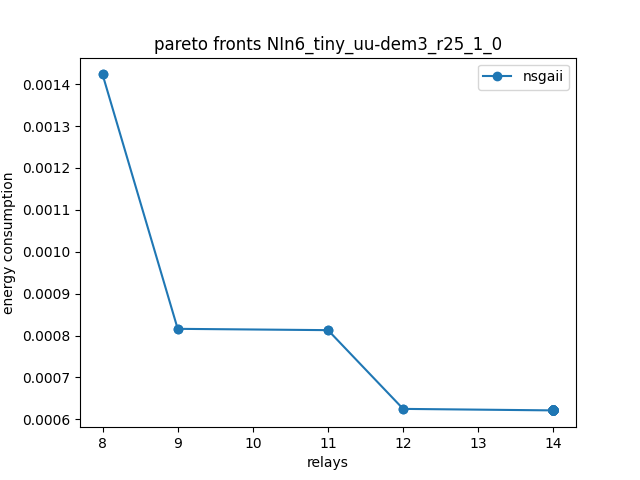 pareto fronts NIn6_tiny_uu-dem3_r25_1_0
nsgaii
energy consumption
0.0014
0.0013
0.0012
0.0011
0.0010
0.0009
0.0008
0.0007
0.0006
8 9 10 11 12 13 14
relays